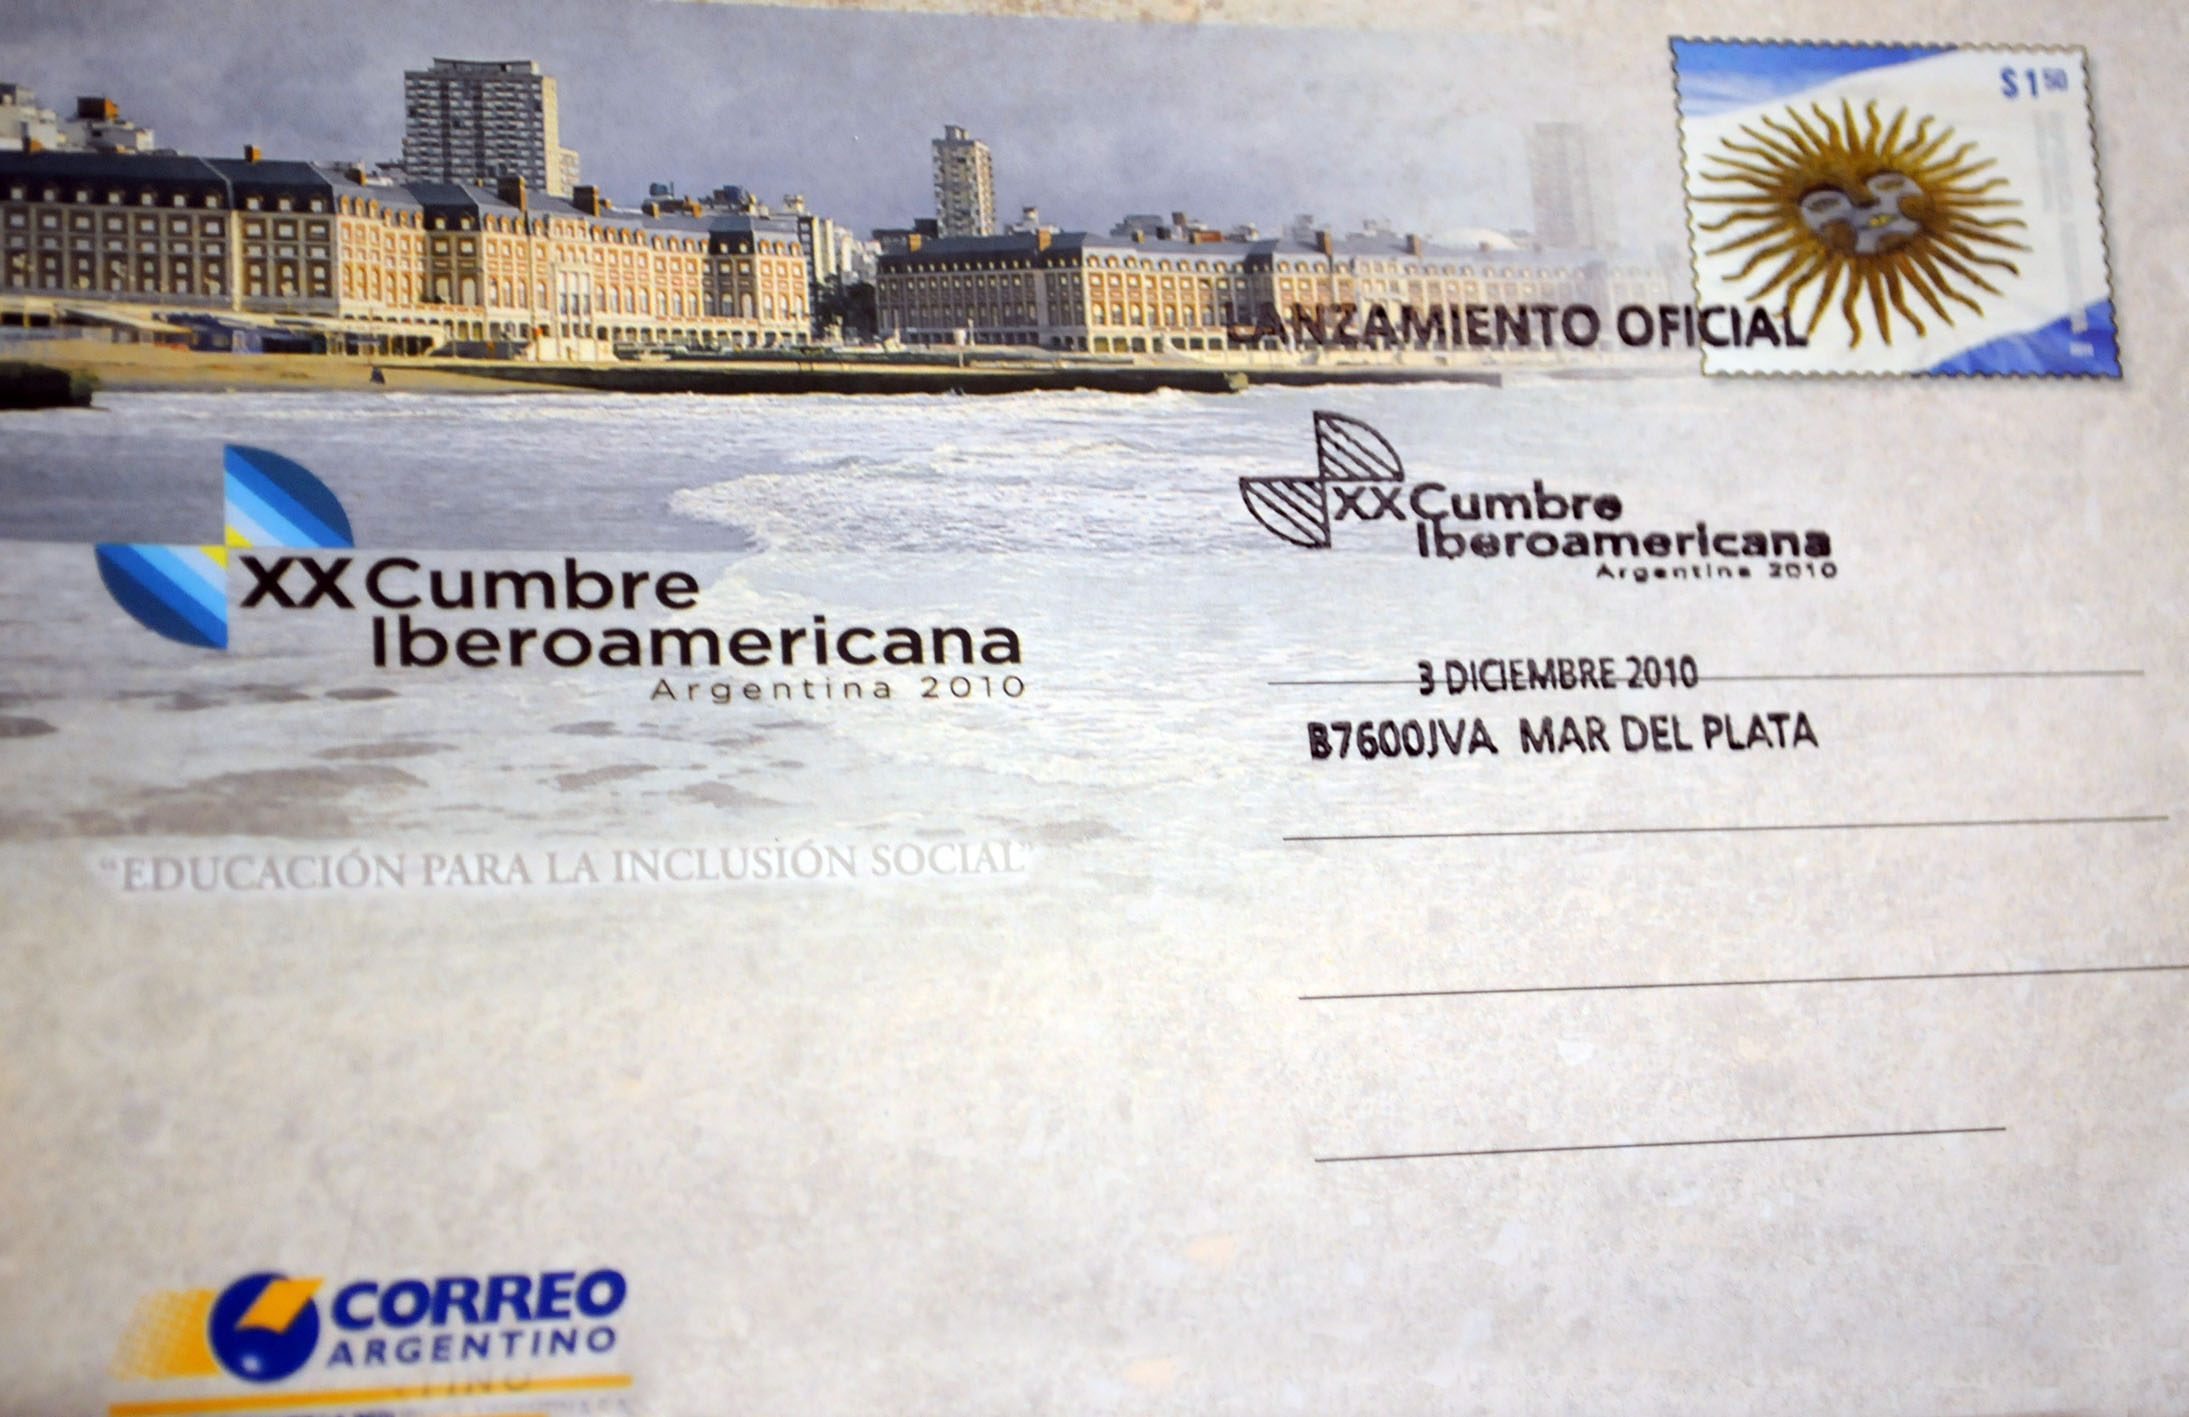 $1 50
LANZAMIENTO OFICIAL
XX Cumbre
Iberoamericana
Argentina 2010
XX Cumbre
Iberoamericana
Argentina 2010
3 DICIEMBRE 2010
B7600JVA MAR DEL PLATA
"EDUCACIÓN PARA LA INCLUSIÓN SOCIAL"
CORREO
ARGENTINO